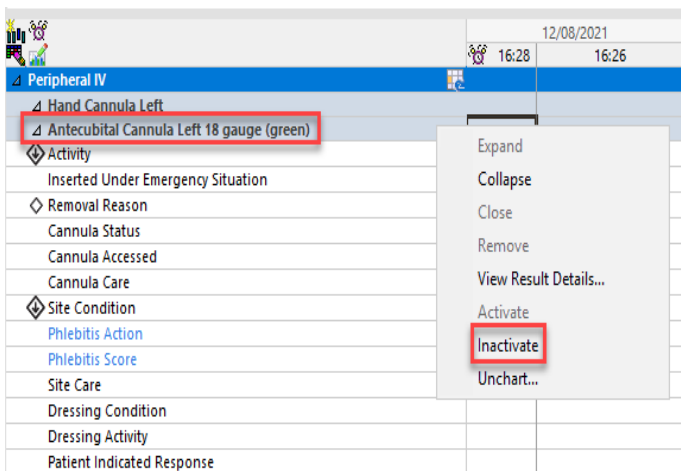 12/08/2021
16:28 16:26
Peripheral IV
Hand Cannula Left
Antecubital Cannula Left 18 gauge (green)
Activity
Inserted Under Emergency Situation
Removal Reason
Cannula Status
Cannula Accessed
Cannula Care
Site Condition
Phlebitis Action
Phlebitis Score
Site Care
Dressing Condition
Dressing Activity
Patient Indicated Response
Expand
Collapse
Close
Remove
View Result Details...
Activate
Inactivate
Unchart...